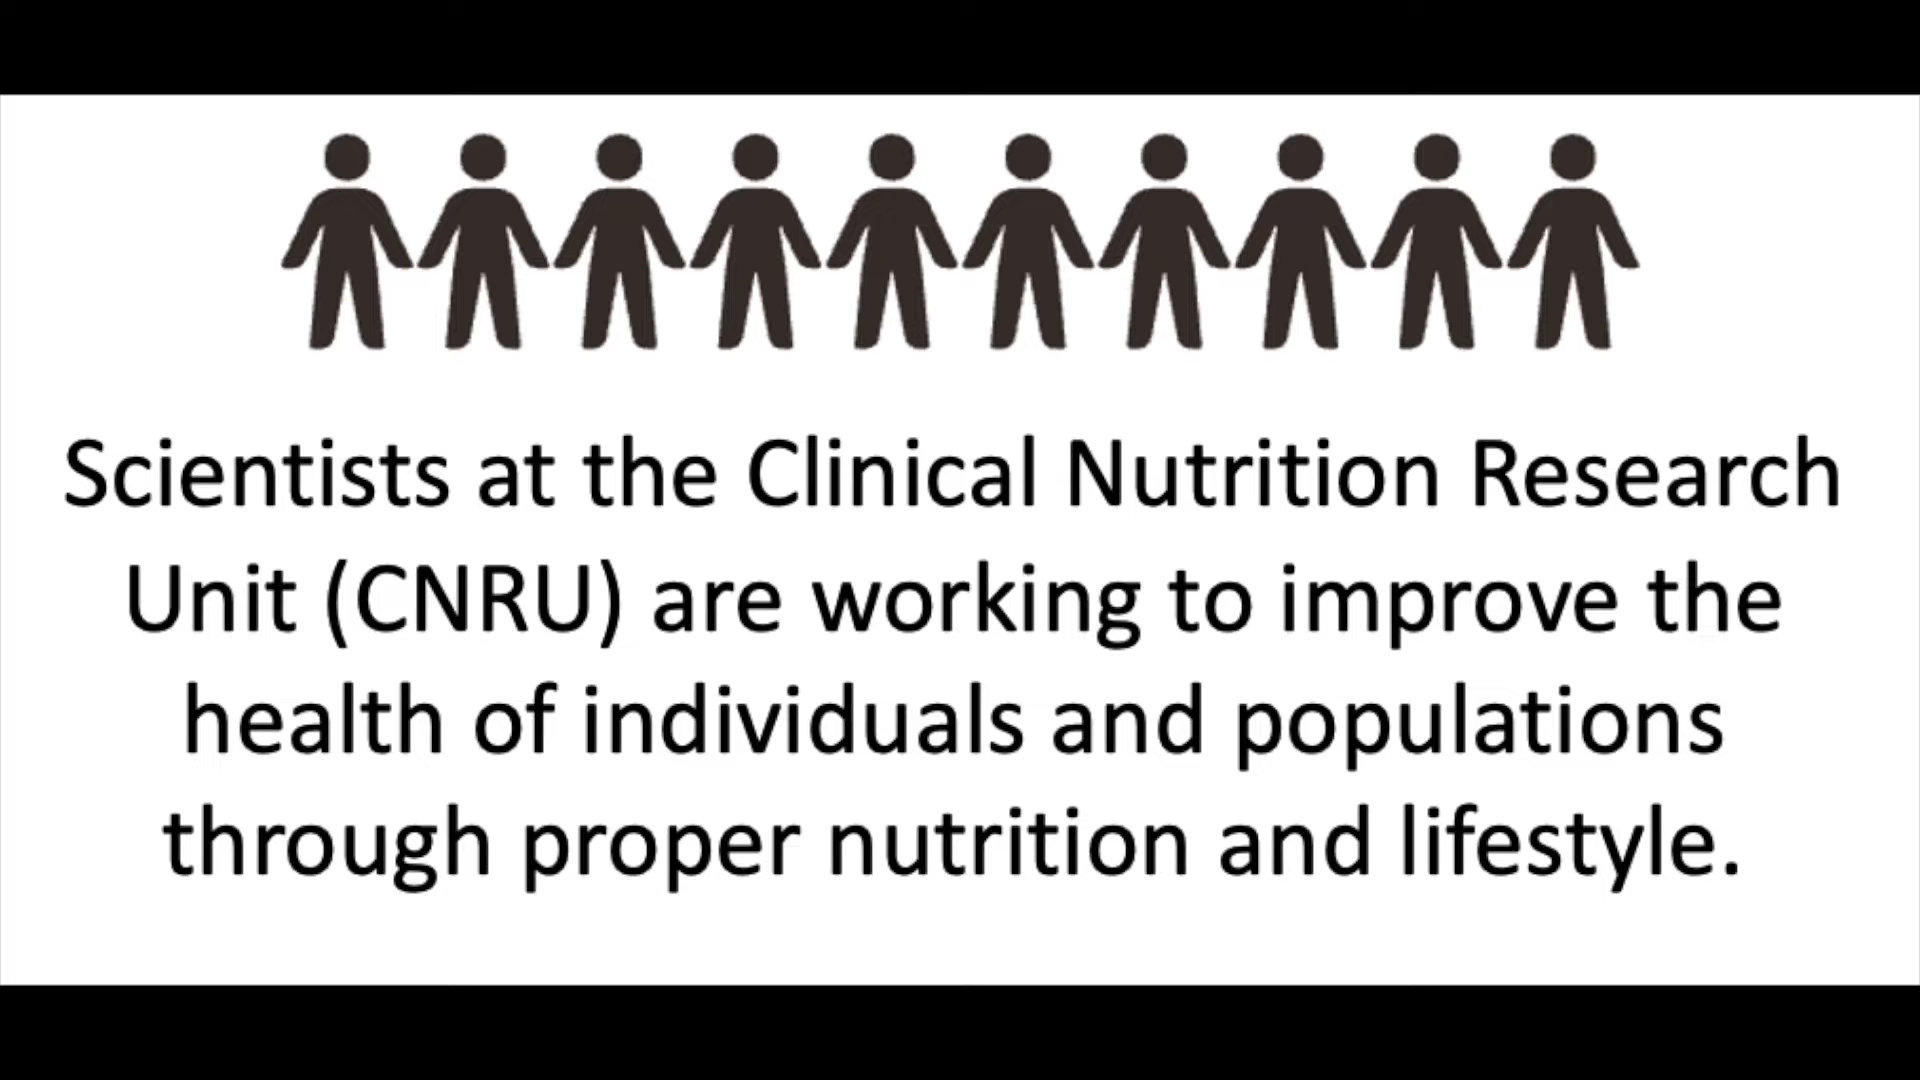 Scientists at the Clinical Nutrition Research
Unit (CNRU) are working to improve the
health of individuals and populations
through proper nutrition and lifestyle.